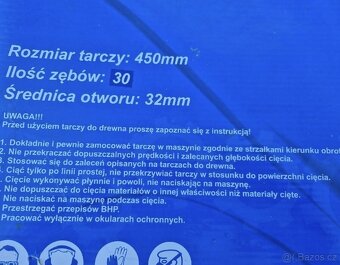 Rozmiar tarczy: 450mm
Ilość zębów: 30
Średnica otworu: 32mm
UWAGA!!!
Przed użyciem tarczy do drewna proszę zapoznać się z instrukcją!
1. Dokładnie i pewnie zamocować tarczę w maszynie zgodnie ze strzałkami kierunku obrot
2. Nie przekraczać dopuszczalnych prędkości i zalecanych głębokości cięcia.
3. Stosować się do zaleceń opisanych na tarczach do drewna.
4. Ciąć tylko po linii prostej, nie przekrzywiać tarczy w stosunku do powierzchni cięcia.
Cięcie wykonywać płynnie i powoli, nie naciskając na maszynę.
Nie dopuszczać do cięcia materiałów o innej właściwości niż materiały cięte.
Nie naciskać na maszynę podczas cięcia.
Przestrzegać przepisów BHP.
Pracować wyłącznie w okularach ochronnych.